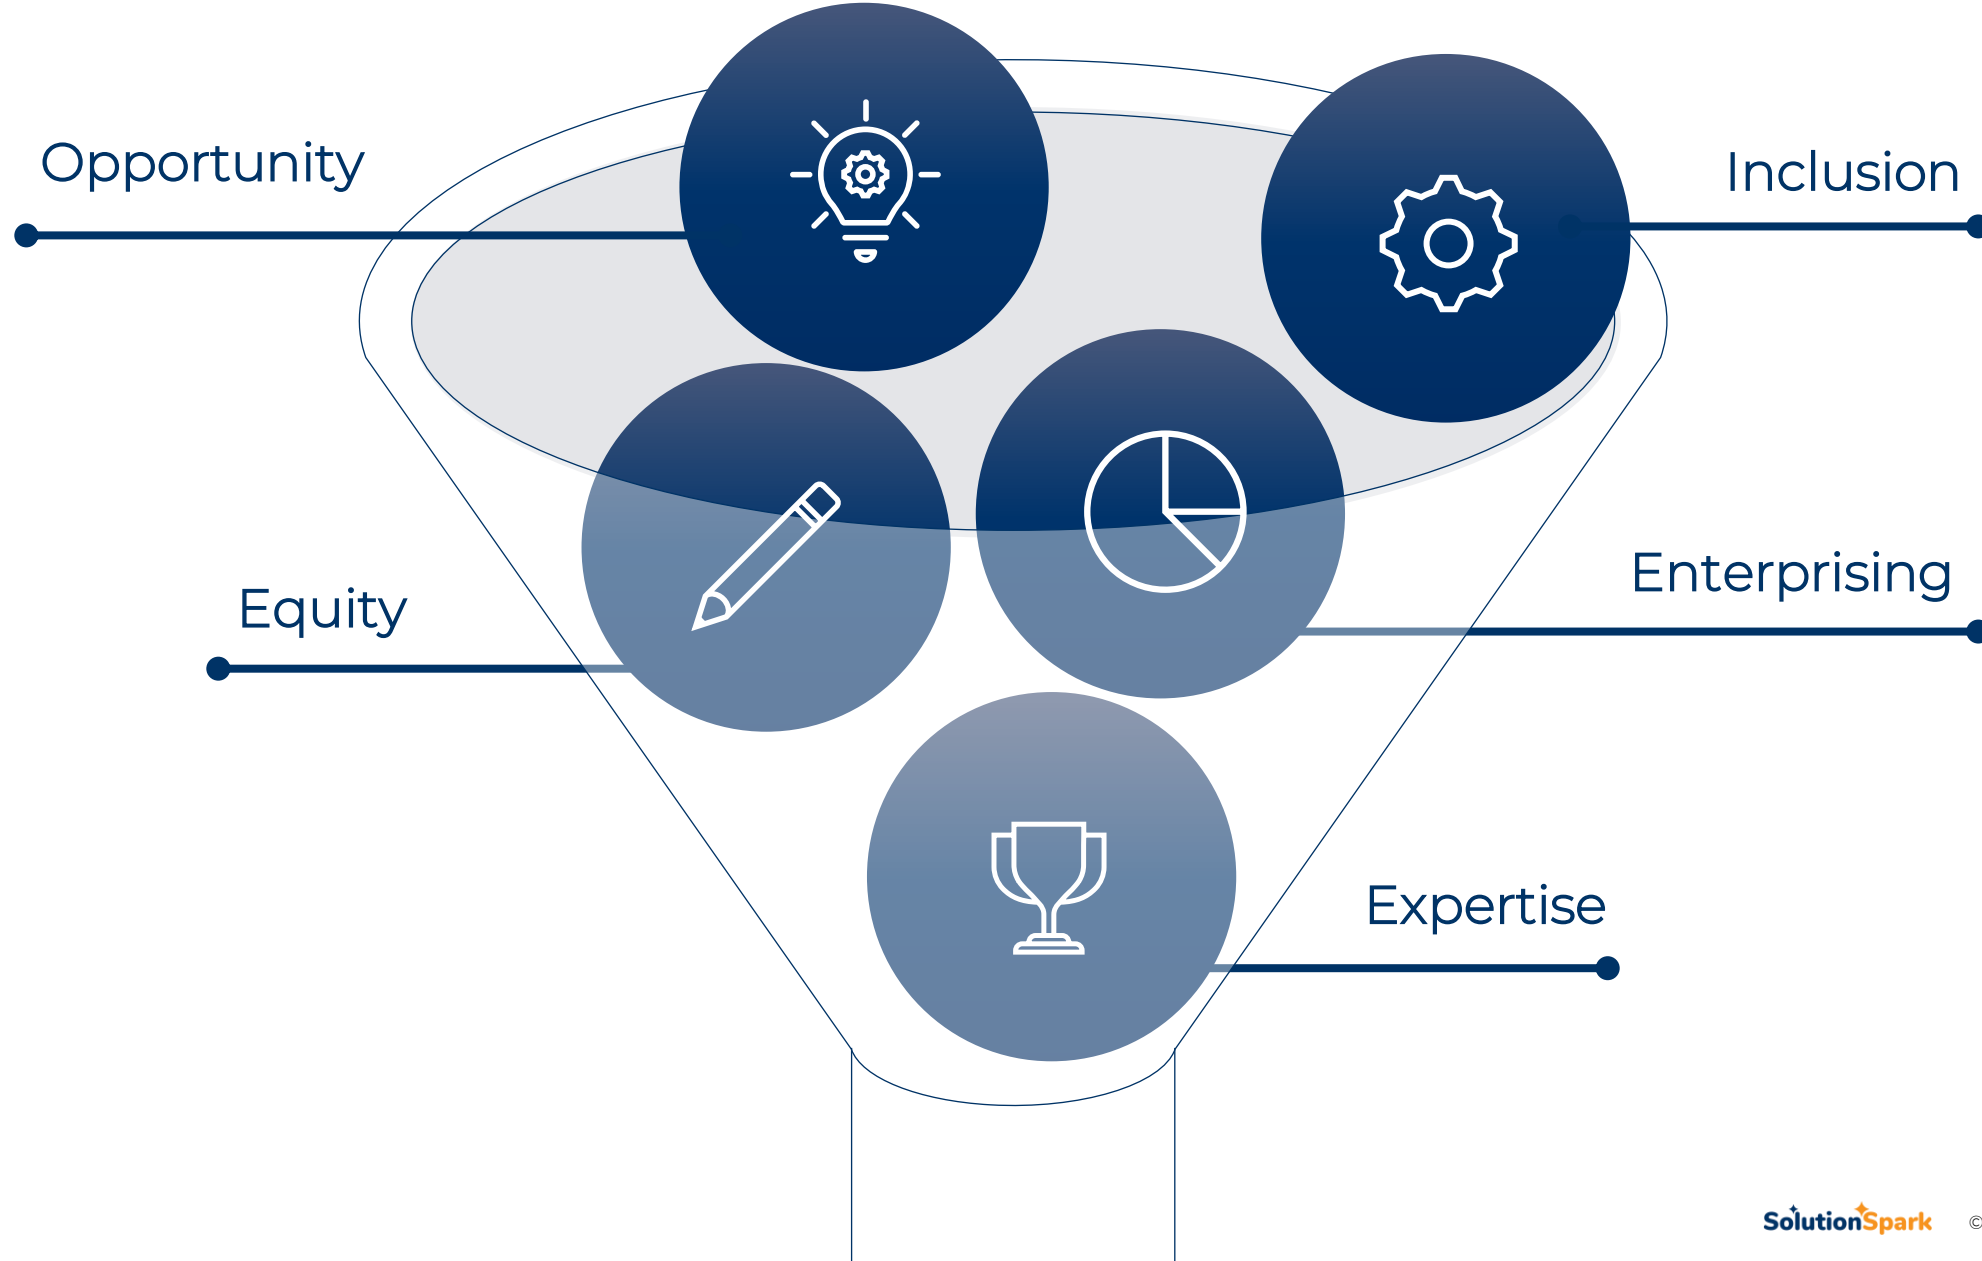 Opportunity
Inclusion
Enterprising
Equity
Expertise
SolutionSpark ©